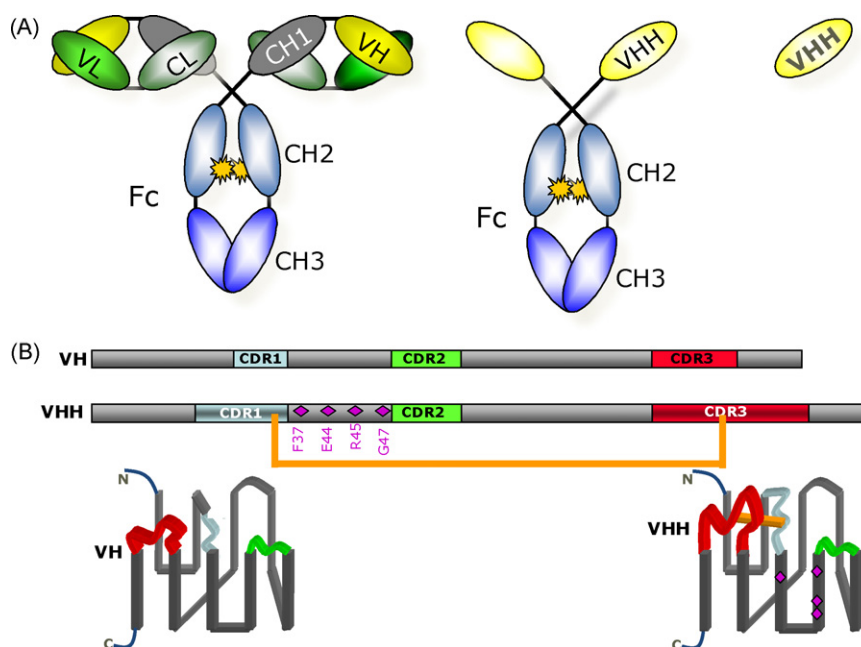 (A)
VL CL CH1 VH
CH2
Fc
CH3
VHH
CH2
Fc
CH3
VHH
(B)
VH CDR1 CDR2 CDR3
VHH CDR1 CDR2 CDR3
F37 E44 R45 G47
N
VH
C
N
VHH
C